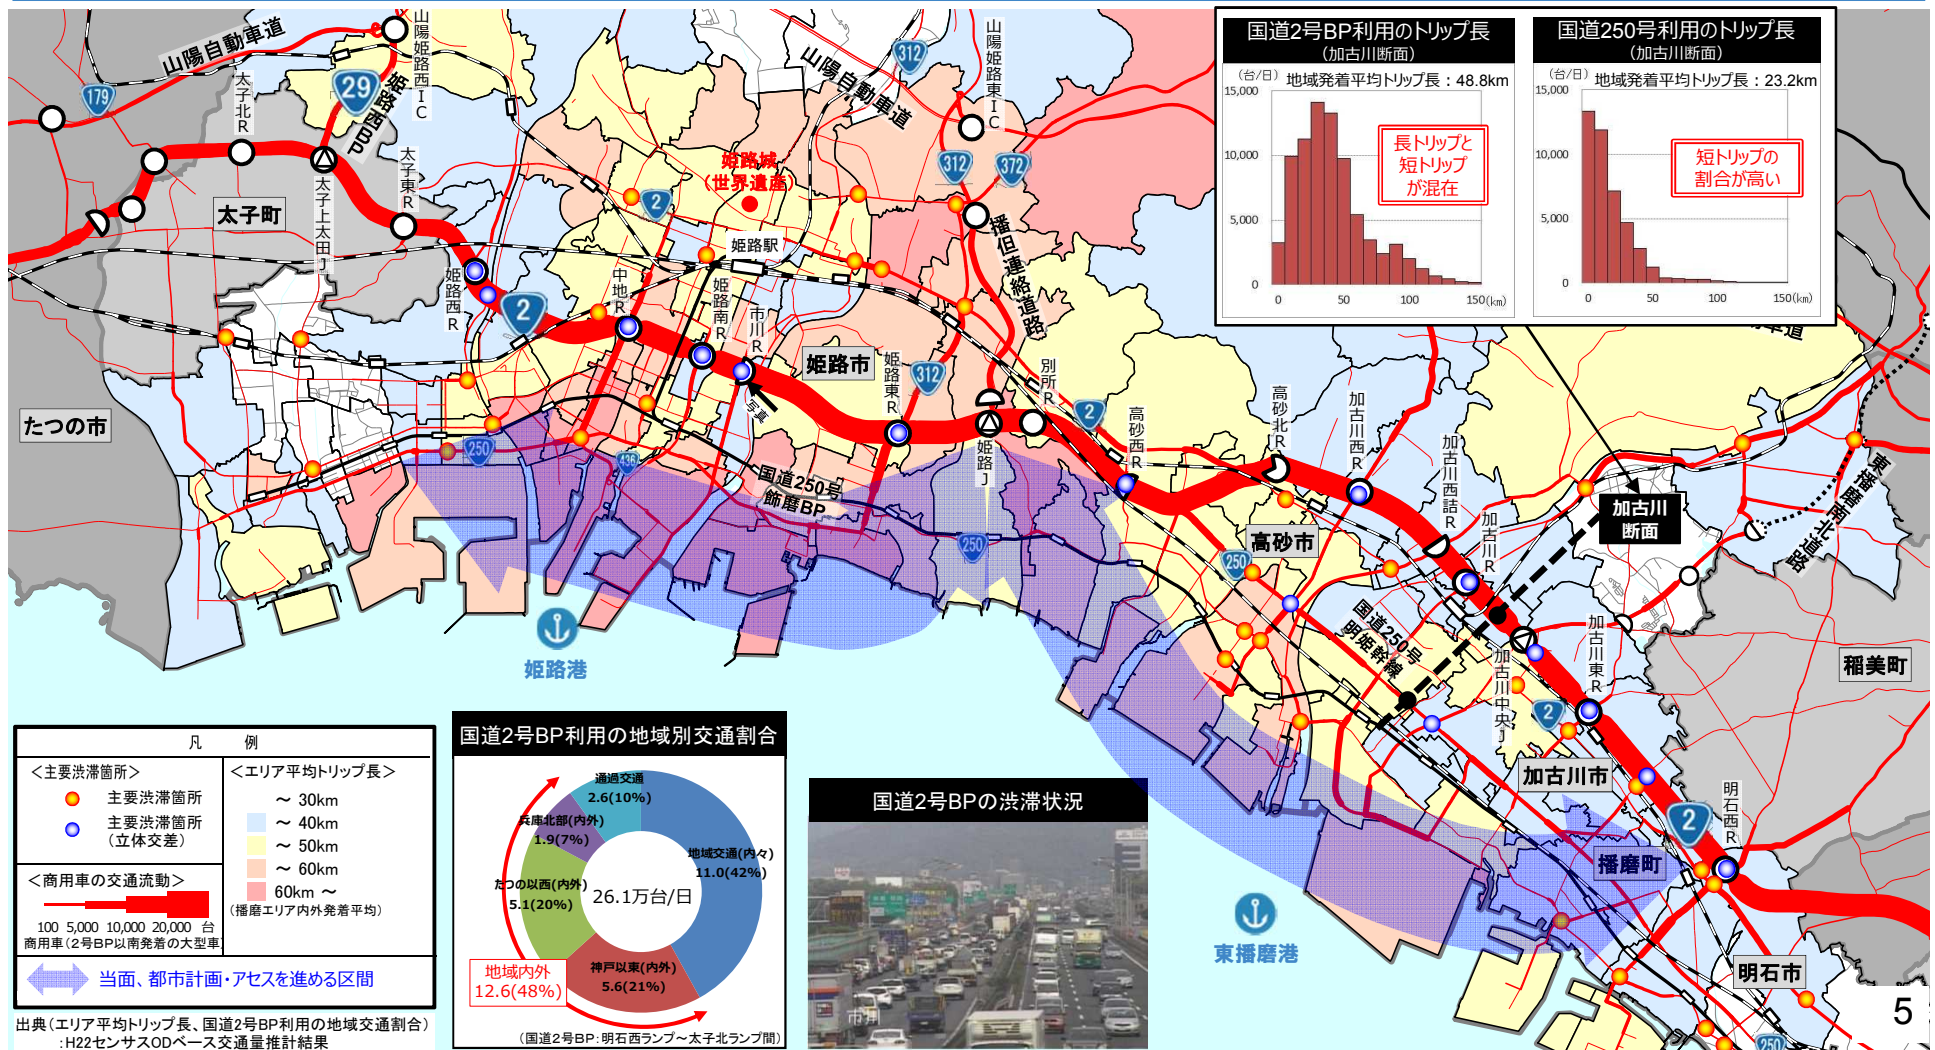 国道2号BP利用のトリップ長
(加古川断面)
(台/日)
地域発着平均トリップ長：48.8km
15,000
10,000
5,000
0
0
50
100
150(km)
長トリップと
短トリップ
が混在
国道250号利用のトリップ長
(加古川断面)
(台/日)
地域発着平均トリップ長：23.2km
15,000
10,000
5,000
0
0
50
100
150(km)
短トリップの
割合が高い
山陽自動車道
山陽姫路西IC
29
姫路西BP
179
太子北R
太子東R
太子町
太子上太田J
姫路城
(世界遺産)
2
312
山陽自動車道
山陽姫路東IC
312
372
播但連絡道路
姫路駅
姫路西R
2
中地R
姫路南R
市川R
写真
姫路市
姫路東R
312
別所R
姫路J
2
高砂西R
高砂北R
加古川西R
加古川西詰R
加古川R
加古川
断面
東播磨南北道路
たつの市
250
436
国道250号
飾磨BP
250
高砂市
250
国道250号
明姫幹線
加古川中央J
加古川東R
稲美町
2
加古川市
明石西R
2
播磨町
明石市
250
姫路港
東播磨港
凡　例
＜主要渋滞箇所＞
主要渋滞箇所
主要渋滞箇所
(立体交差)
＜商用車の交通流動＞
100 5,000 10,000 20,000 台
商用車(2号BP以南発着の大型車)
＜エリア平均トリップ長＞
～ 30km
～ 40km
～ 50km
～ 60km
60km ～
(播磨エリア内外発着平均)
当面、都市計画・アセスを進める区間
出典(エリア平均トリップ長、国道2号BP利用の地域交通割合)
:H22センサスODベース交通量推計結果
国道2号BP利用の地域別交通割合
通過交通
2.6(10%)
兵庫北部(内外)
1.9(7%)
地域交通(内々)
11.0(42%)
たつの以西(内外)
5.1(20%)
26.1万台/日
神戸以東(内外)
5.6(21%)
地域内外
12.6(48%)
(国道2号BP:明石西ランプ～太子北ランプ間)
国道2号BPの渋滞状況
市川
5